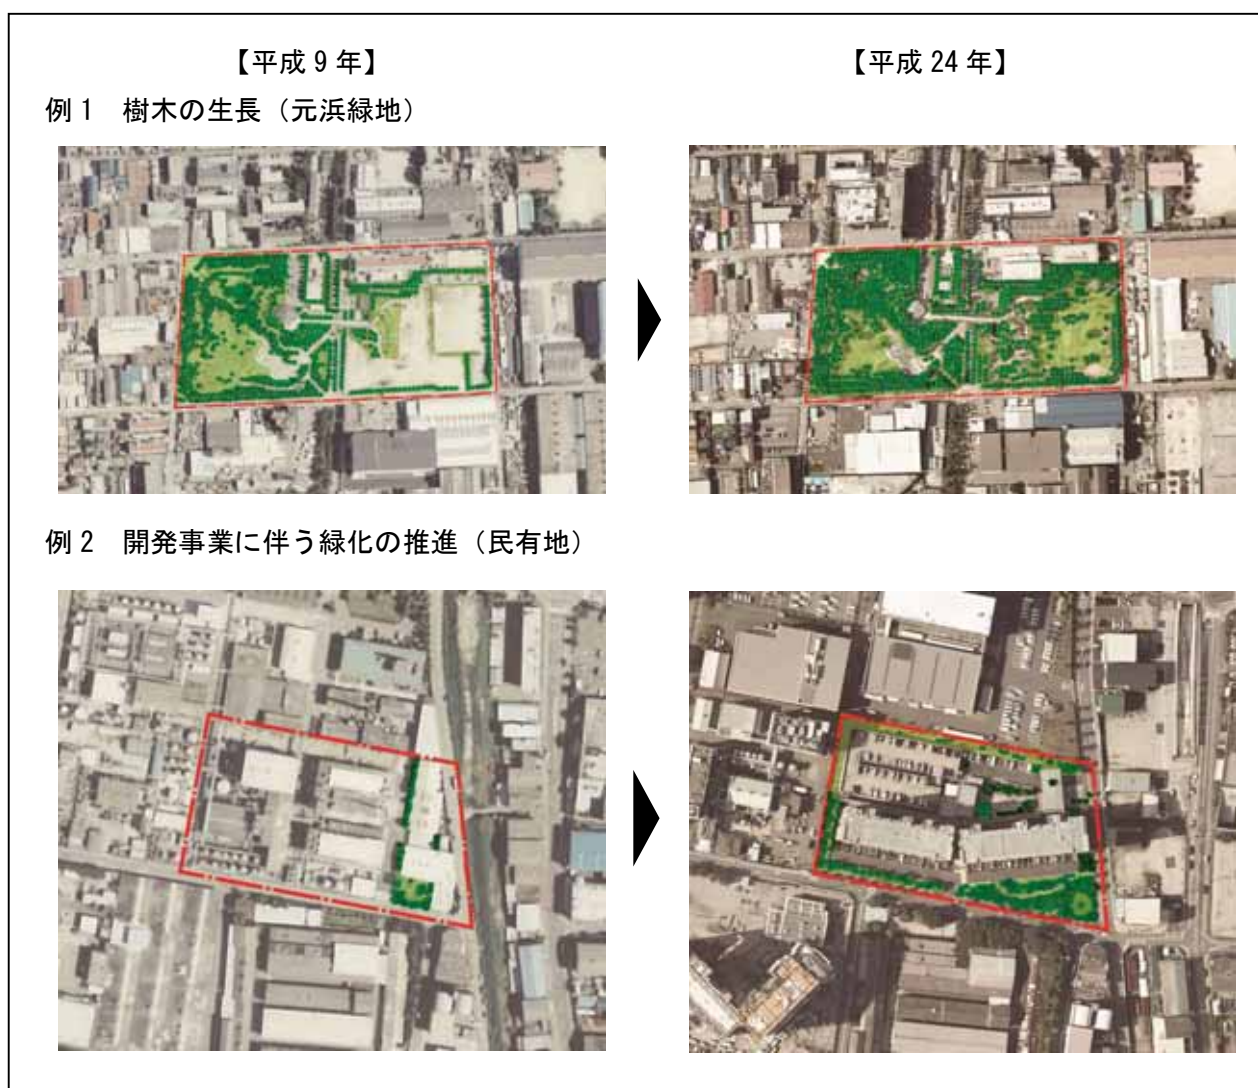 【平成 9 年】
【平成 24 年】
例 1　樹木の生長（元浜緑地）
例 2　開発事業に伴う緑化の推進（民有地）